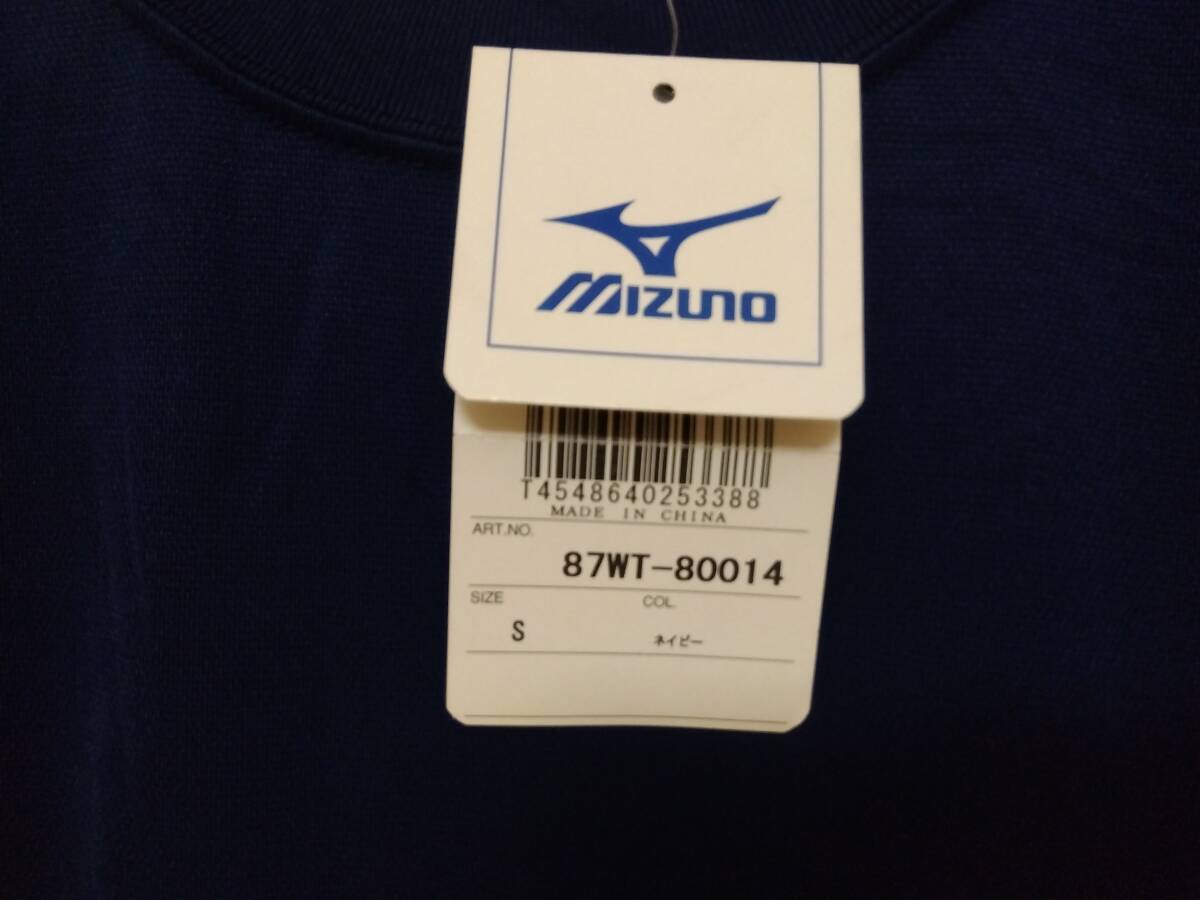 MIZUNO
T4548640253388
MADE IN CHINA
ART.NO.
87WT-80014
SIZE COL.
S ネイビー